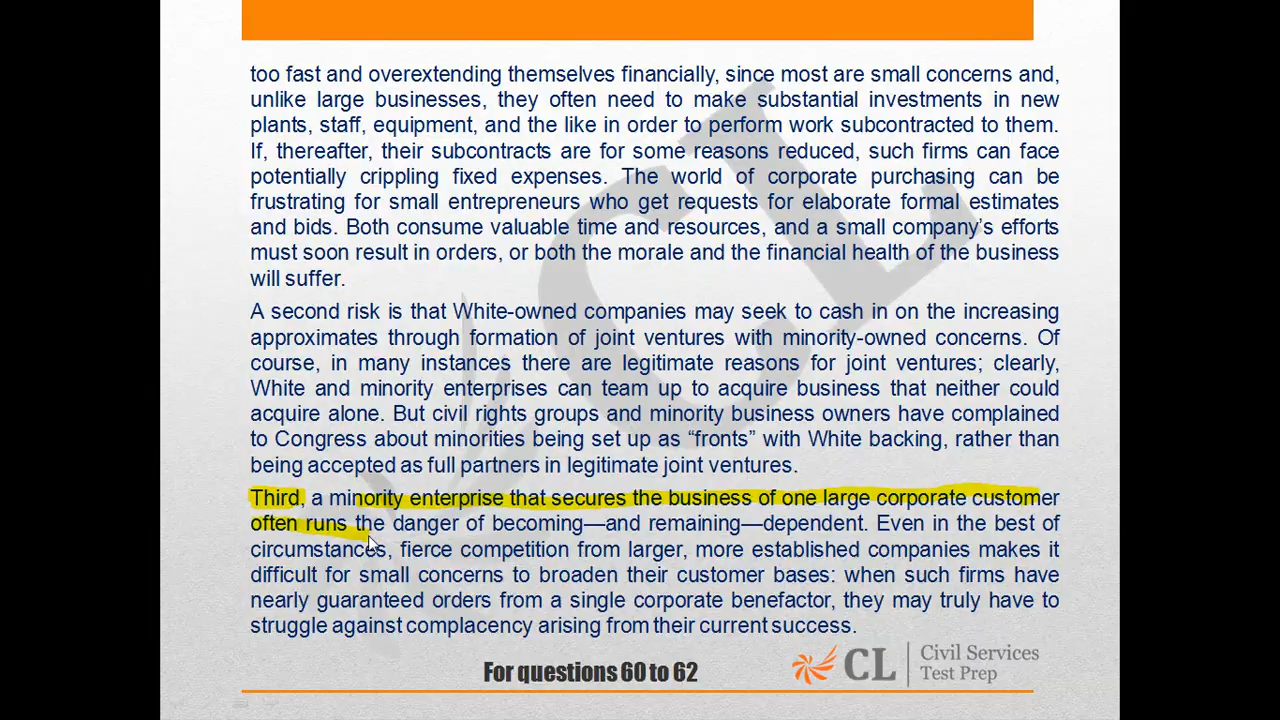 too fast and overextending themselves financially, since most are small concerns and,
unlike large businesses, they often need to make substantial investments in new
plants, staff, equipment, and the like in order to perform work subcontracted to them.
If, thereafter, their subcontracts are for some reasons reduced, such firms can face
potentially crippling fixed expenses. The world of corporate purchasing can be
frustrating for small entrepreneurs who get requests for elaborate formal estimates
and bids. Both consume valuable time and resources, and a small company's efforts
must soon result in orders, or both the morale and the financial health of the business
will suffer.
A second risk is that White-owned companies may seek to cash in on the increasing
approximates through formation of joint ventures with minority-owned concerns. Of
course, in many instances there are legitimate reasons for joint ventures; clearly,
White and minority enterprises can team up to acquire business that neither could
acquire alone. But civil rights groups and minority business owners have complained
to Congress about minorities being set up as “fronts” with White backing, rather than
being accepted as full partners in legitimate joint ventures.
Third, a minority enterprise that secures the business of one large corporate customer
often runs the danger of becoming—and remaining—dependent. Even in the best of
circumstances, fierce competition from larger, more established companies makes it
difficult for small concerns to broaden their customer bases: when such firms have
nearly guaranteed orders from a single corporate benefactor, they may truly have to
struggle against complacency arising from their current success.
For questions 60 to 62
CL
Civil Services
Test Prep
CL